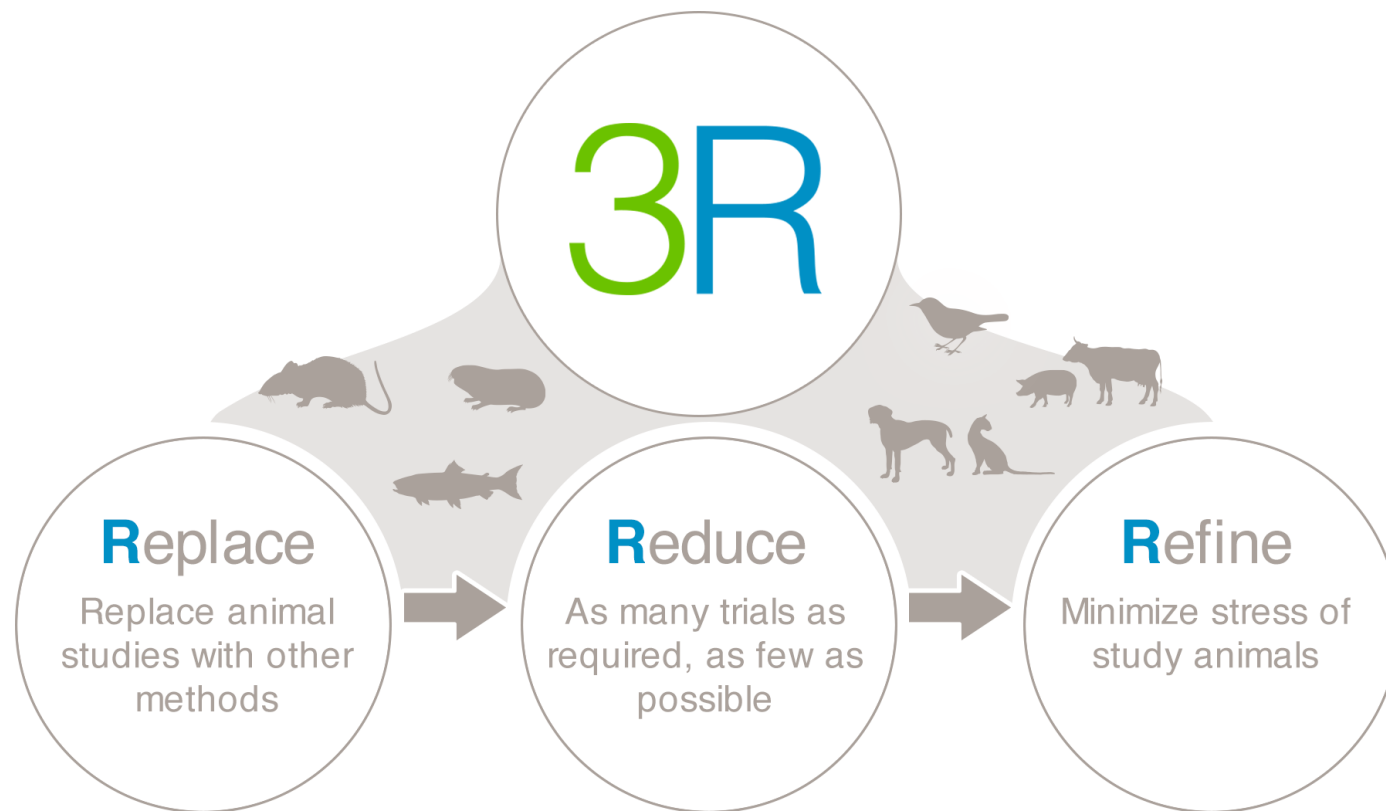 3R
Replace
Replace animal
studies with other
methods
Reduce
As many trials as
required, as few as
possible
Refine
Minimize stress of
study animals